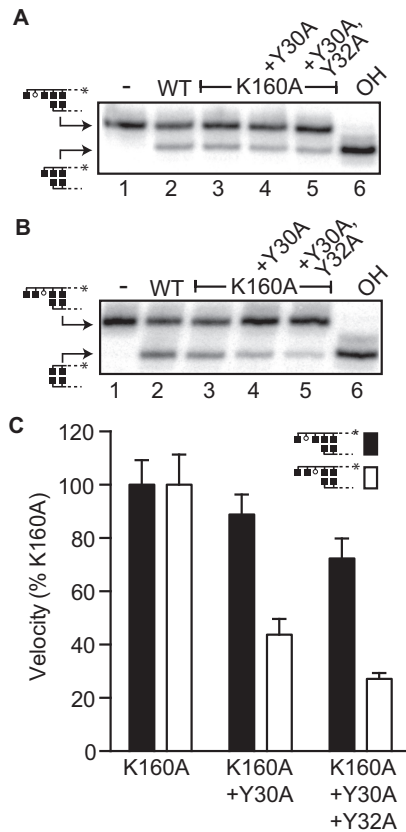 A
-
WT
K160A
+Y30A
+Y30A,
Y32A
OH
*
*
1 2 3 4 5 6
B
-
WT
K160A
+Y30A
+Y30A,
Y32A
OH
*
*
1 2 3 4 5 6
C
*
*
Velocity (% K160A)
120
100
80
60
40
20
0
K160A
K160A
+Y30A
K160A
+Y30A
+Y32A